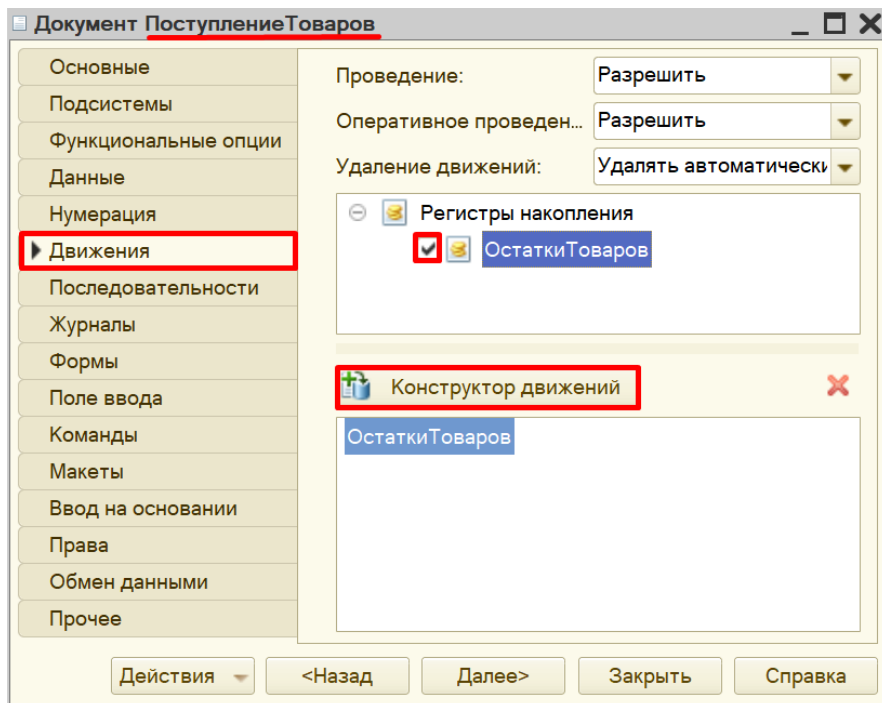 Документ ПоступлениеТоваров
Основные
Подсистемы
Функциональные опции
Данные
Нумерация
Движения
Последовательности
Журналы
Формы
Поле ввода
Команды
Макеты
Ввод на основании
Права
Обмен данными
Прочее
Проведение: Разрешить
Оперативное проведен... Разрешить
Удаление движений: Удалять автоматически
Регистры накопления
ОстаткиТоваров
Конструктор движений
ОстаткиТоваров
Действия <Назад Далее> Закрыть Справка